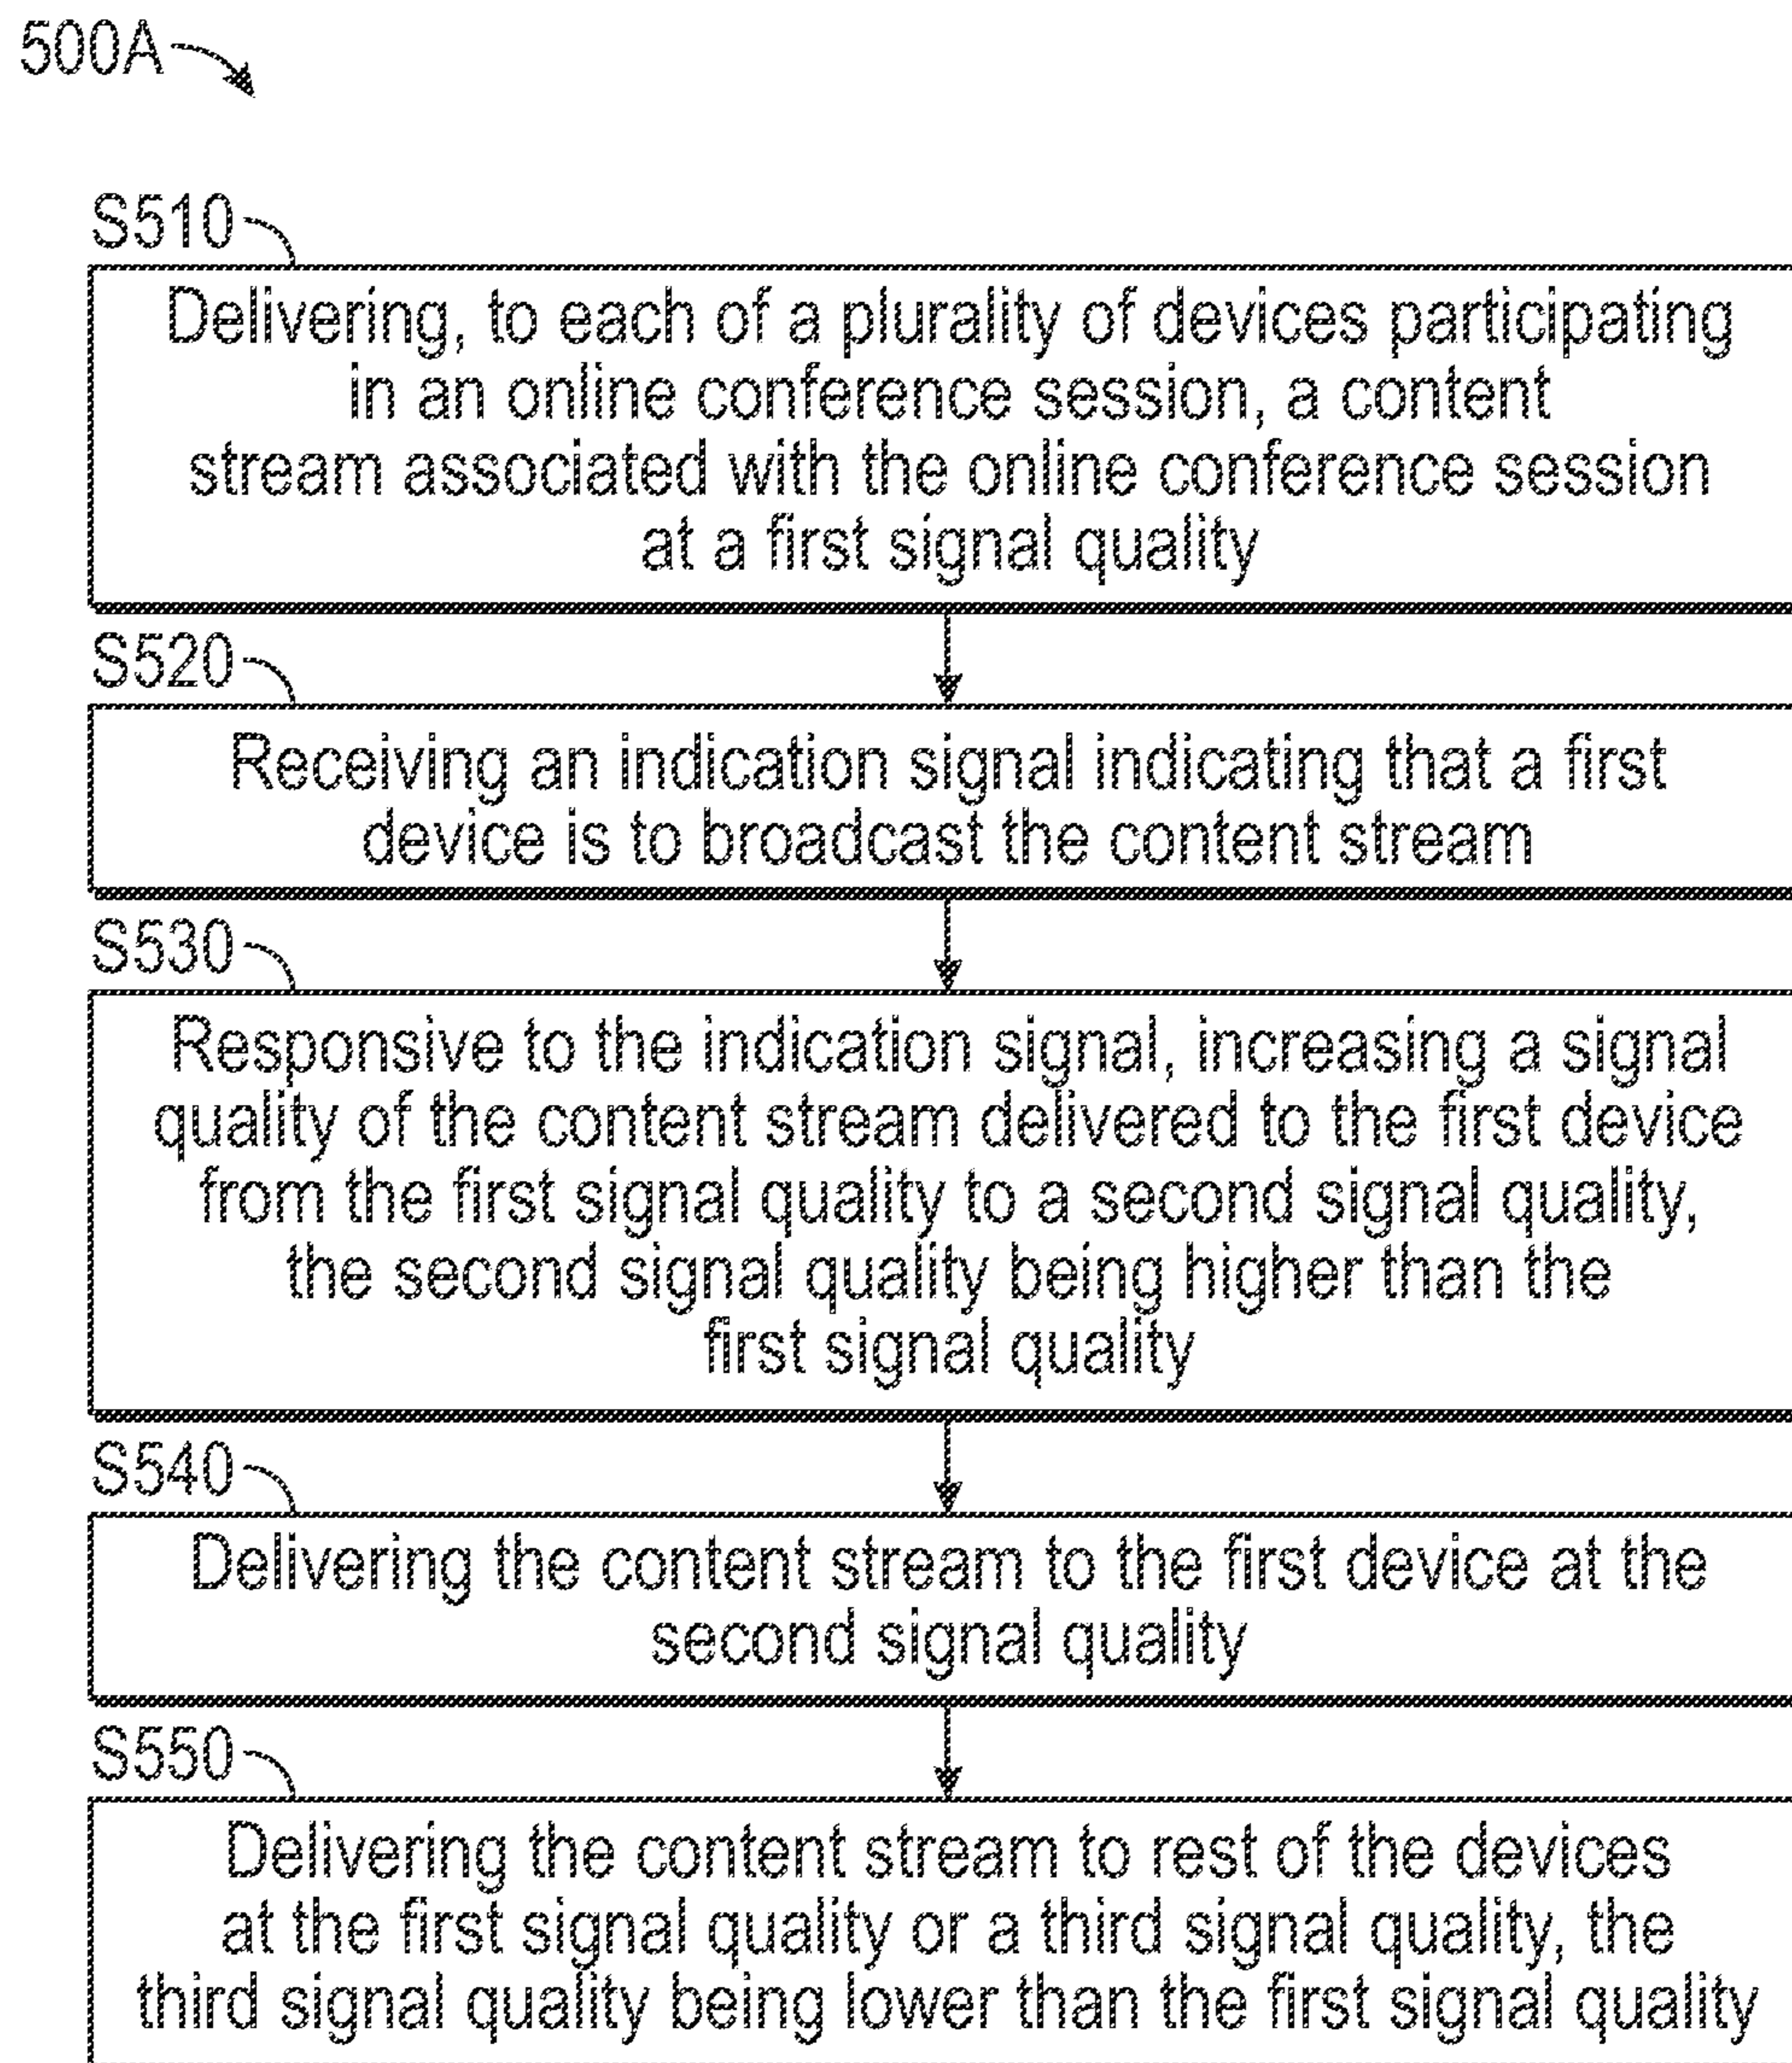 500A
S510
Delivering, to each of a plurality of devices participating
in an online conference session, a content
stream associated with the online conference session
at a first signal quality
S520
Receiving an indication signal indicating that a first
device is to broadcast the content stream
S530
Responsive to the indication signal, increasing a signal
quality of the content stream delivered to the first device
from the first signal quality to a second signal quality,
the second signal quality being higher than the
first signal quality
S540
Delivering the content stream to the first device at the
second signal quality
S550
Delivering the content stream to rest of the devices
at the first signal quality or a third signal quality, the
third signal quality being lower than the first signal quality